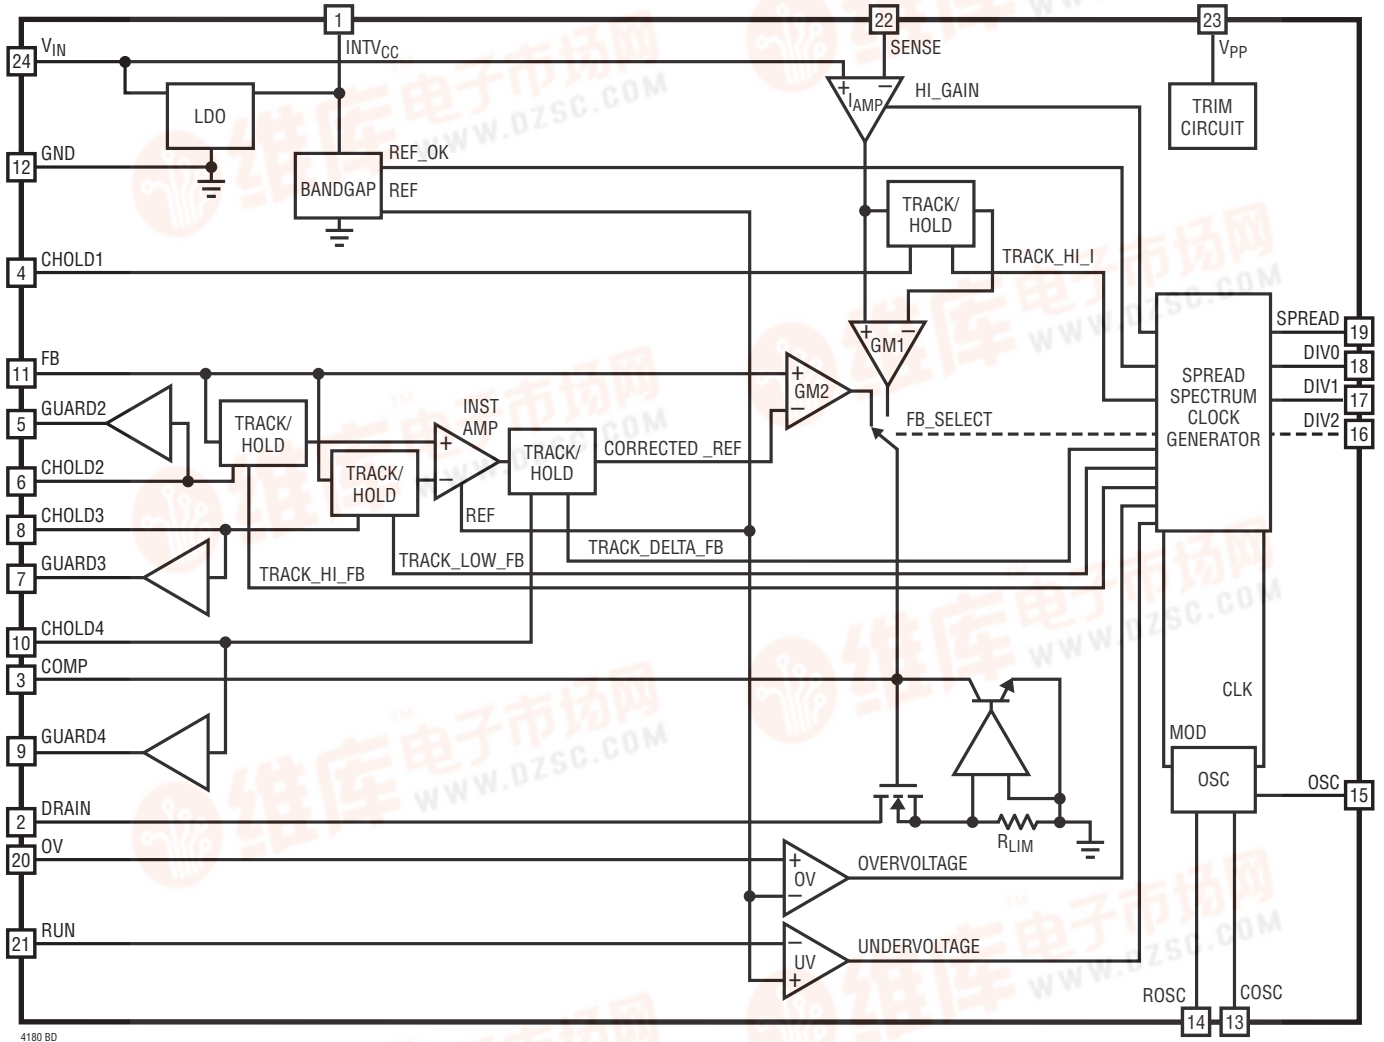 1
22
23
24
VIN
INTVCC
SENSE
VPP
LDO
+
−
IAMP
HI_GAIN
TRIM
CIRCUIT
12
GND
REF_OK
BANDGAP
REF
TRACK/
HOLD
4
CHOLD1
TRACK_HI_I
+
−
GM1
SPREAD
19
DIV0
18
DIV1
17
DIV2
16
SPREAD
SPECTRUM
CLOCK
GENERATOR
11
FB
+
−
GM2
5
GUARD2
TRACK/
HOLD
INST
AMP
+
−
FB_SELECT
TRACK/
HOLD
CORRECTED _REF
6
CHOLD2
TRACK/
HOLD
8
CHOLD3
REF
TRACK_DELTA_FB
TRACK_LOW_FB
7
GUARD3
TRACK_HI_FB
10
CHOLD4
3
COMP
CLK
9
GUARD4
MOD
OSC
OSC
15
2
DRAIN
RLIM
20
OV
+
−
OV
OVERVOLTAGE
21
RUN
−
+
UV
UNDERVOLTAGE
ROSC
COSC
14
13
4180 BD
维库电子市场网
WWW.DZSC.COM
TM